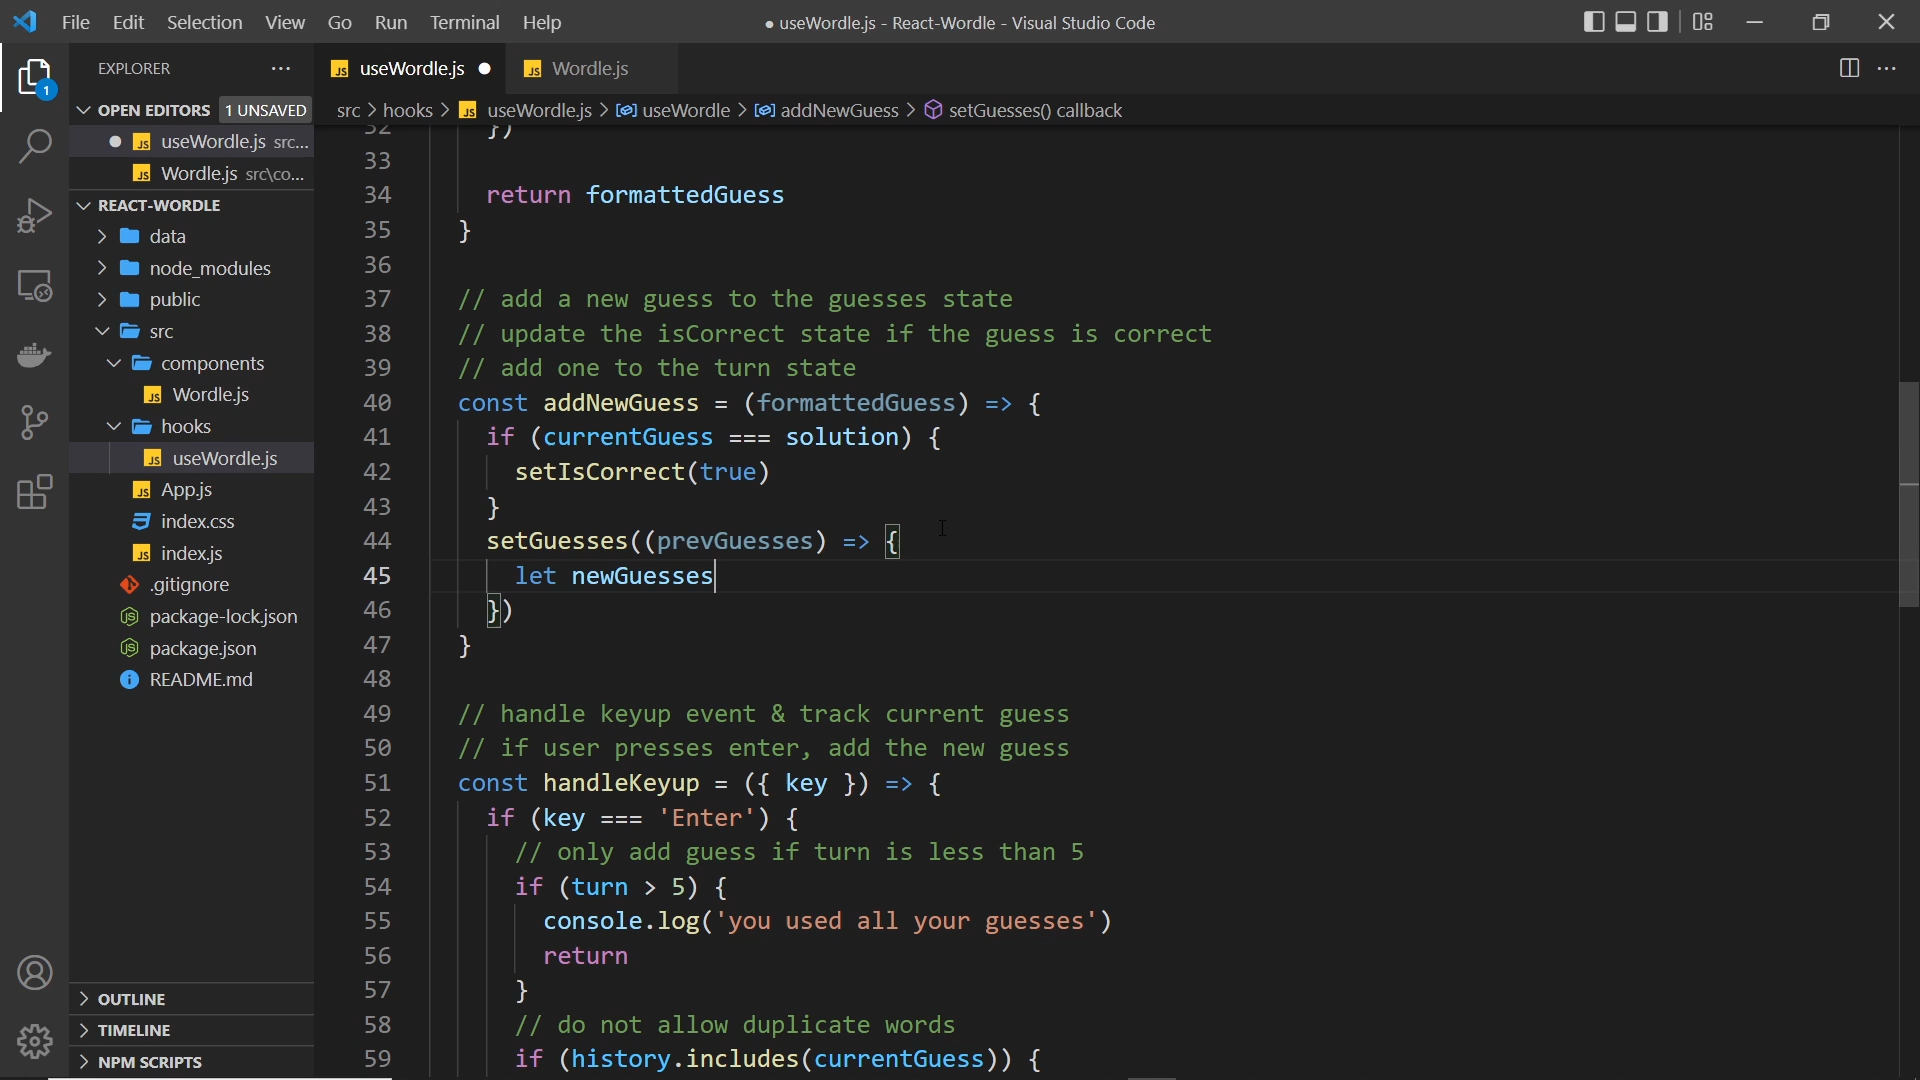 File Edit Selection View Go Run Terminal Help
● useWordle.js - React-Wordle - Visual Studio Code
EXPLORER
useWordle.js
Wordle.js
1
OPEN EDITORS 1 UNSAVED
useWordle.js src...
Wordle.js src\co...
REACT-WORDLE
data
node_modules
public
src
components
Wordle.js
hooks
useWordle.js
App.js
index.css
index.js
.gitignore
package-lock.json
package.json
README.md
OUTLINE
TIMELINE
NPM SCRIPTS
src > hooks > useWordle.js > useWordle > addNewGuess > setGuesses() callback
32 })
33
34 return formattedGuess
35 }
36
37 // add a new guess to the guesses state
38 // update the isCorrect state if the guess is correct
39 // add one to the turn state
40 const addNewGuess = (formattedGuess) => {
41 if (currentGuess === solution) {
42 setIsCorrect(true)
43 }
44 setGuesses((prevGuesses) => {
45 let newGuesses
46 })
47 }
48
49 // handle keyup event & track current guess
50 // if user presses enter, add the new guess
51 const handleKeyup = ({ key }) => {
52 if (key === 'Enter') {
53 // only add guess if turn is less than 5
54 if (turn > 5) {
55 console.log('you used all your guesses')
56 return
57 }
58 // do not allow duplicate words
59 if (history.includes(currentGuess)) {